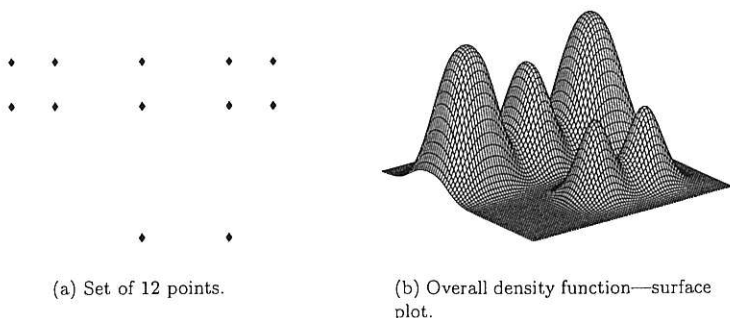 (a) Set of 12 points.
(b) Overall density function—surface
plot.